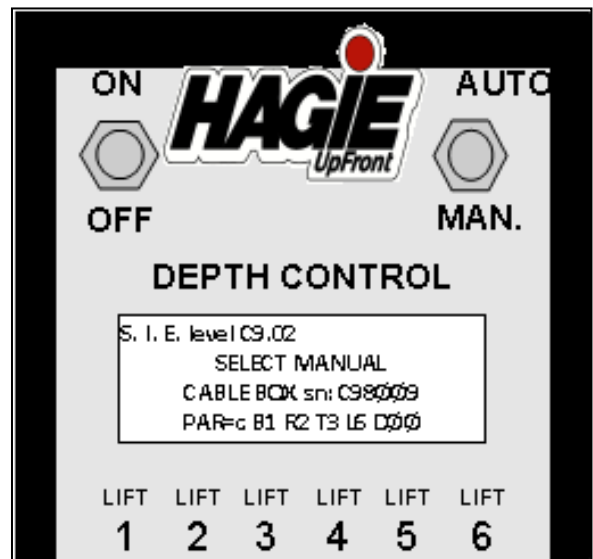 ON
AUTO
HAGIE
UpFront
OFF
MAN.
DEPTH CONTROL
S. I. E. level C9.02
SELECT MANUAL
CABLE BOX sn: C98ØØ9
PAR=c B1 R2 T3 L6 DØØ
LIFT LIFT LIFT LIFT LIFT LIFT
1 2 3 4 5 6